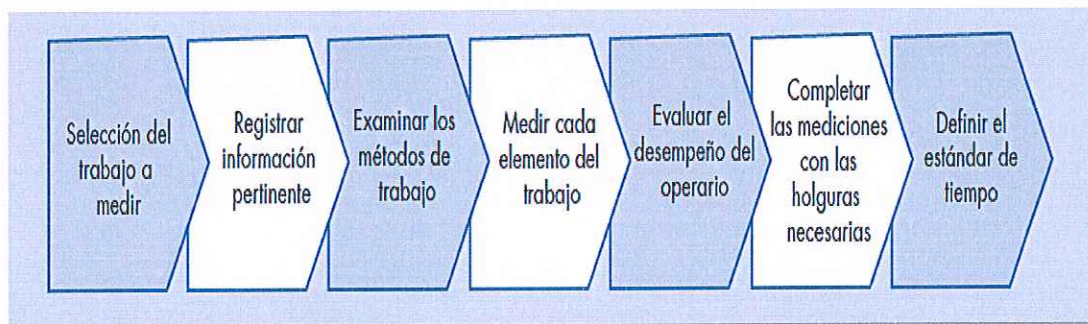 Selección del
trabajo a
medir
Registrar
información
pertinente
Examinar los
métodos de
trabajo
Medir cada
elemento del
trabajo
Evaluar el
desempeño del
operario
Completar
las mediciones
con las
holguras
necesarias
Definir el
estándar de
tiempo